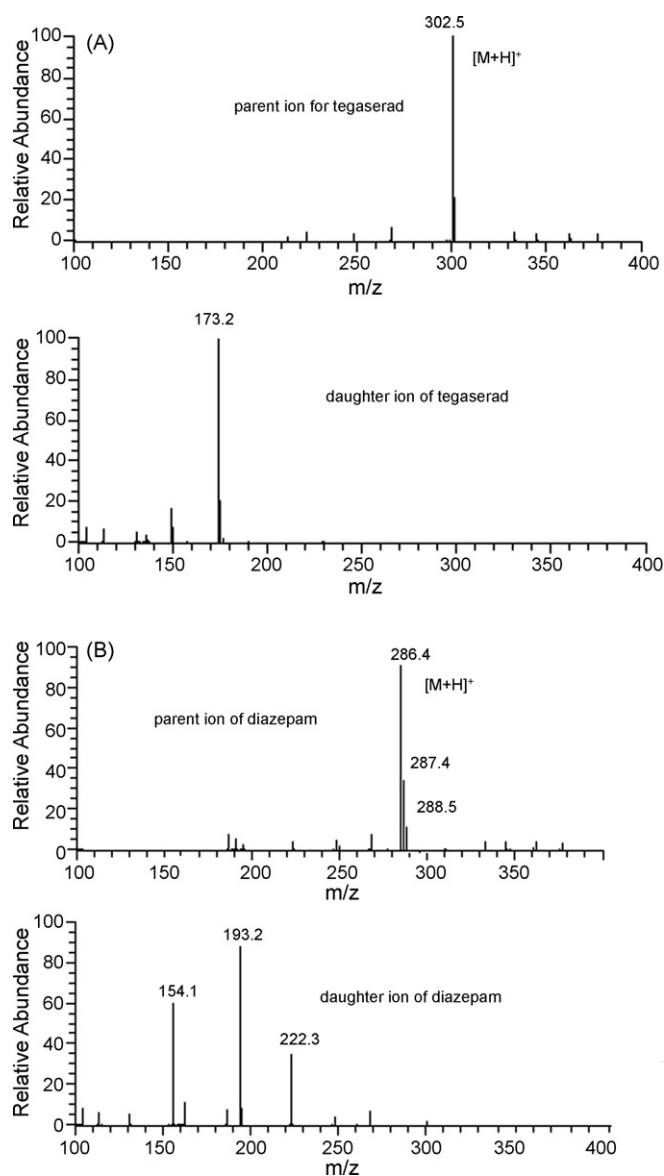 (A)
302.5
[M+H]+
parent ion for tegaserad
Relative Abundance
100
80
60
40
20
0
100 150 200 250 300 350 400
m/z
173.2
daughter ion of tegaserad
Relative Abundance
100
80
60
40
20
0
100 150 200 250 300 350 400
m/z
(B)
286.4
[M+H]+
parent ion of diazepam
287.4
288.5
Relative Abundance
100
80
60
40
20
0
100 120 150 200 250 300 350
m/z
193.2
154.1
daughter ion of diazepam
222.3
Relative Abundance
100
80
60
40
20
0
100 150 200 250 300 350 400
m/z